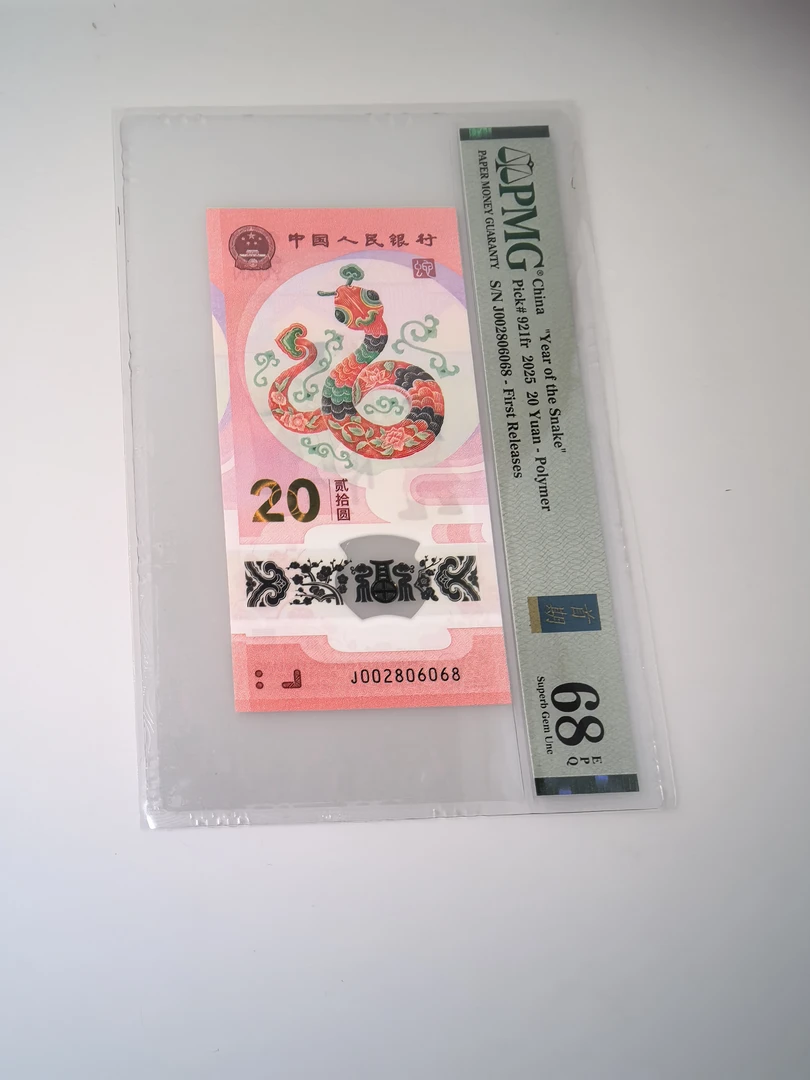 中国人民银行
20
贰拾圆
福
J002806068
PMG®
PAPER MONEY GUARANTY
China "Year of the Snake"
Pick# 921fr 2025 20 Yuan - Polymer
S/N J002806068 - First Releases
首期
68
EPQ
Superb Gem Unc